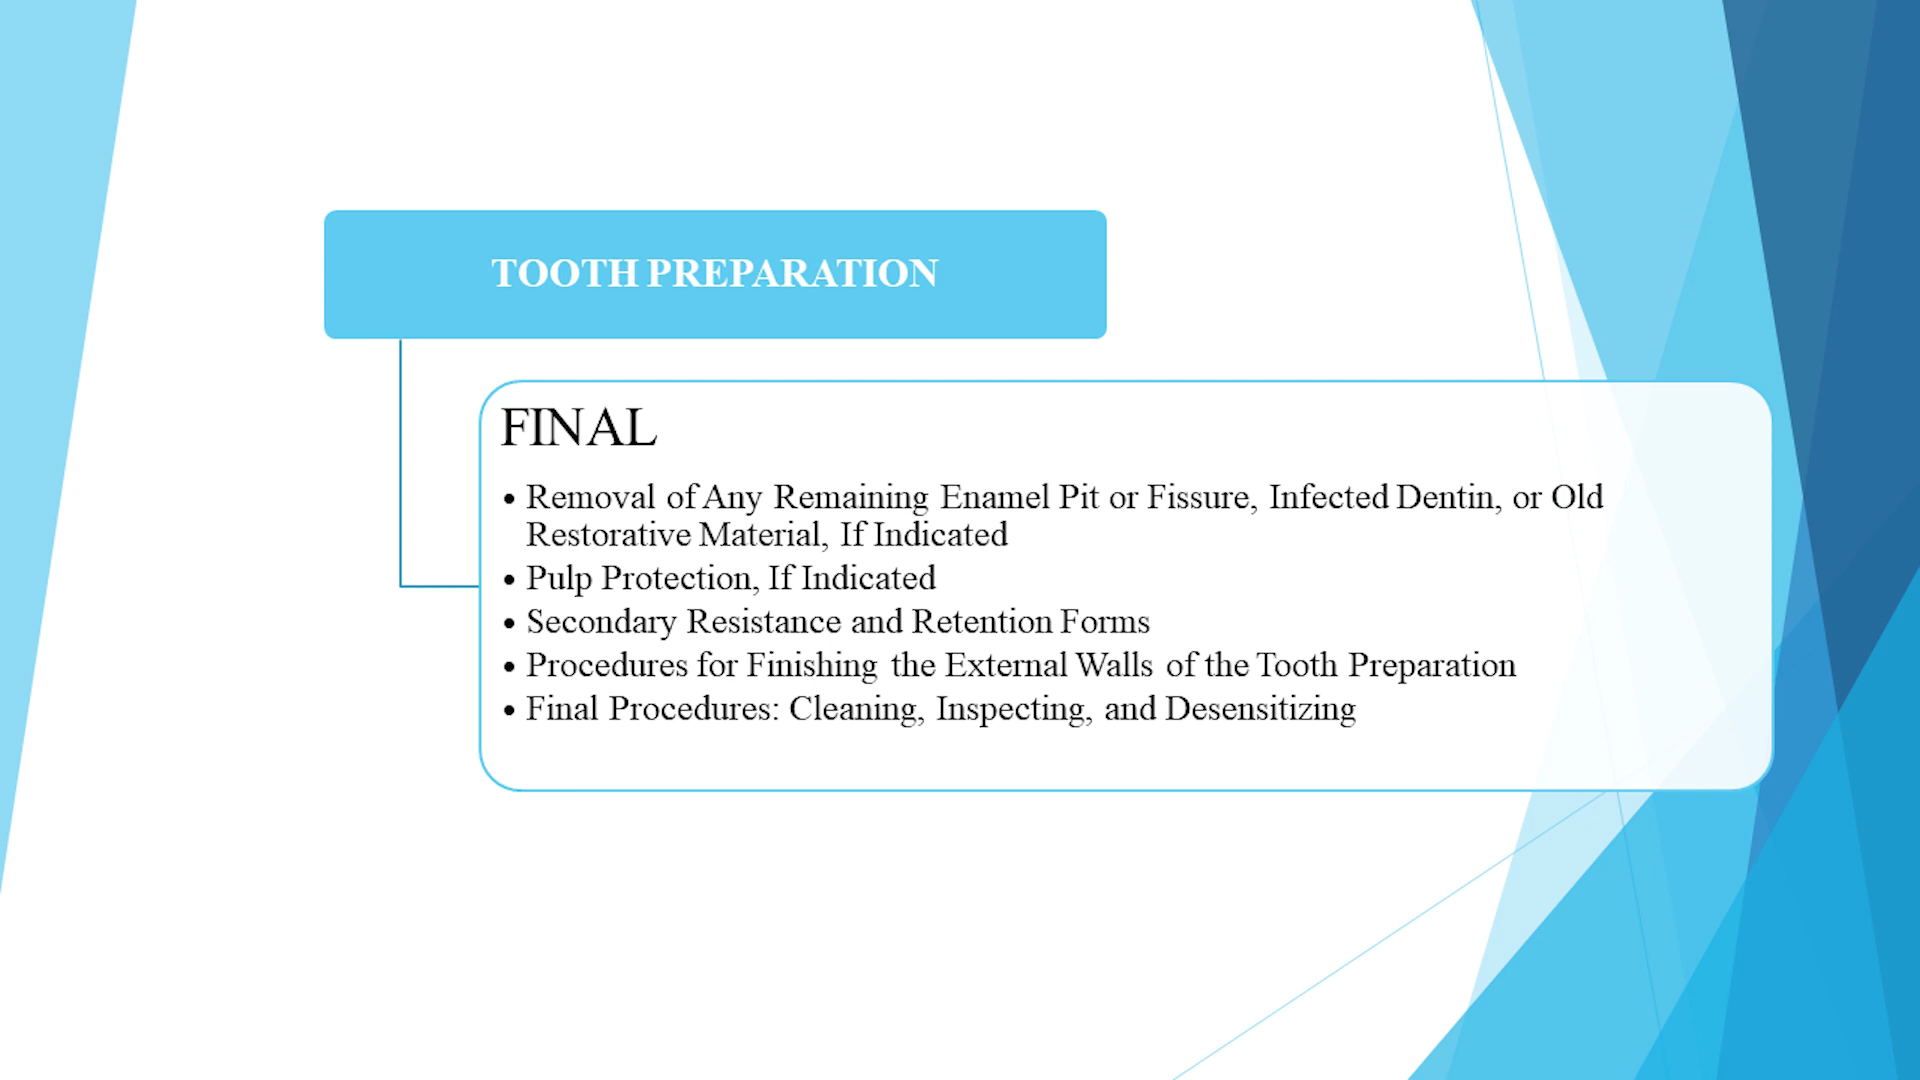 TOOTH PREPARATION
FINAL
• Removal of Any Remaining Enamel Pit or Fissure, Infected Dentin, or Old
Restorative Material, If Indicated
• Pulp Protection, If Indicated
• Secondary Resistance and Retention Forms
• Procedures for Finishing the External Walls of the Tooth Preparation
• Final Procedures: Cleaning, Inspecting, and Desensitizing